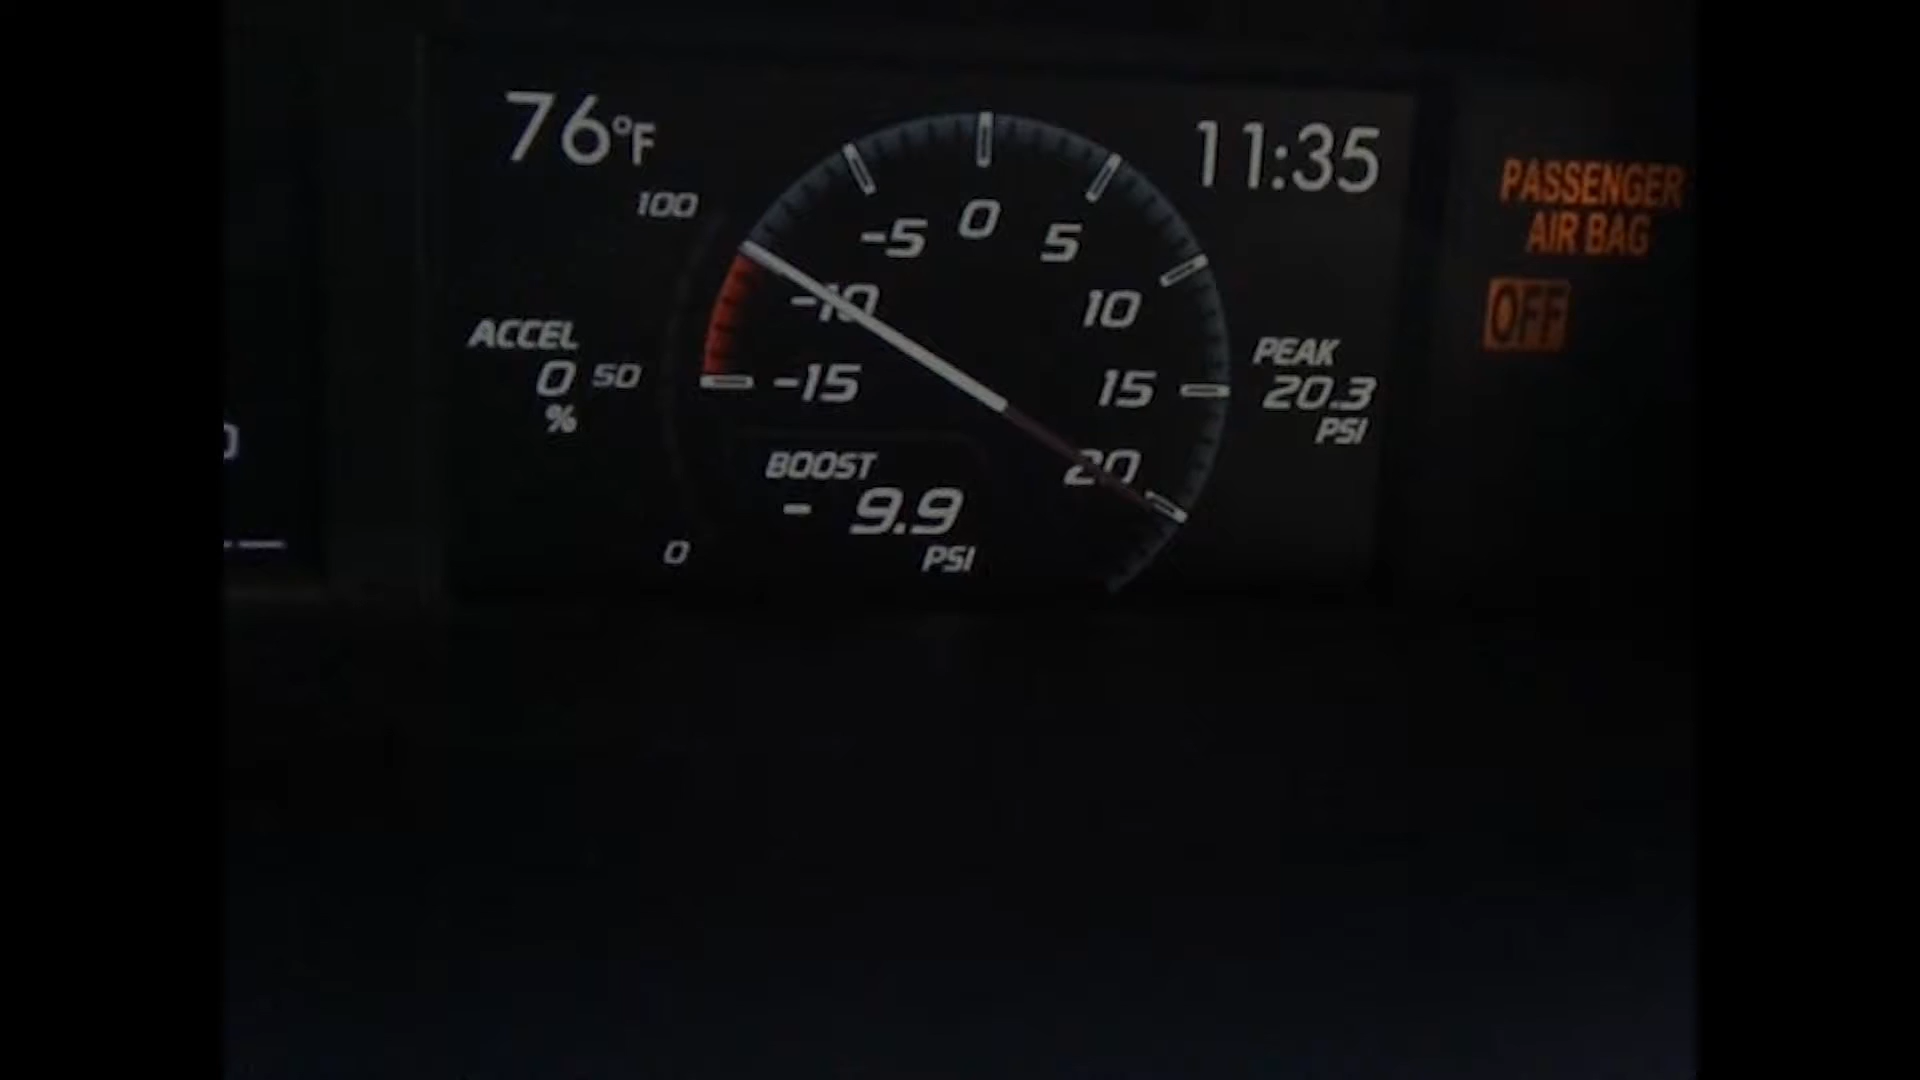 76°F
11:35
PASSENGER
AIR BAG
OFF
100
-5 0 5
-10 10
ACCEL
0 50
%
-15 15
PEAK
20.3
PSI
20
BOOST
- 9.9
PSI
0